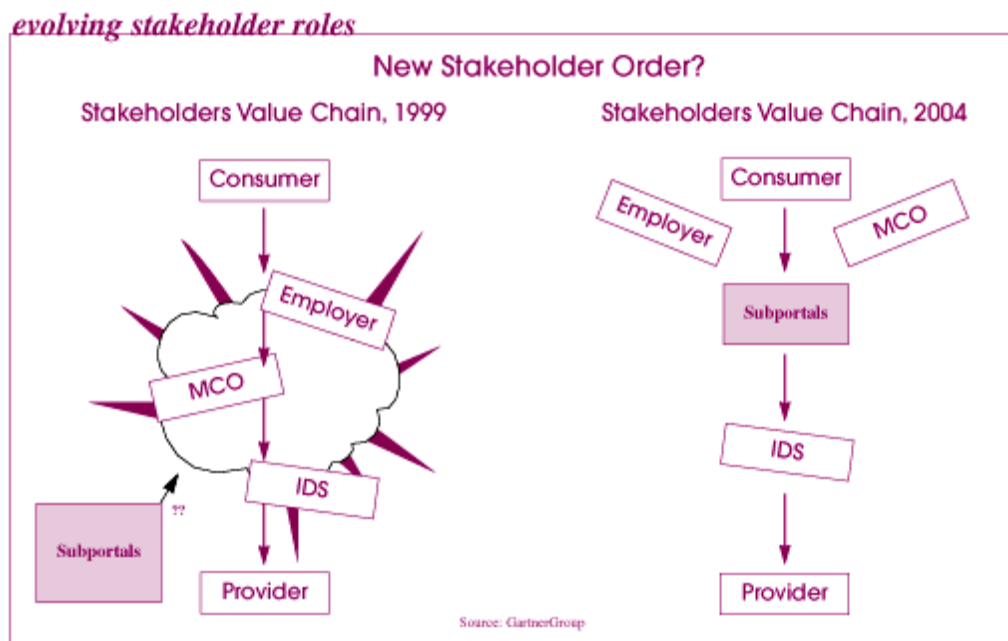 evolving stakeholder roles
New Stakeholder Order?
Stakeholders Value Chain, 1999
Consumer
Employer
MCO
IDS
??
Subportals
Provider
Stakeholders Value Chain, 2004
Consumer
Employer
MCO
Subportals
IDS
Provider
Source: GartnerGroup